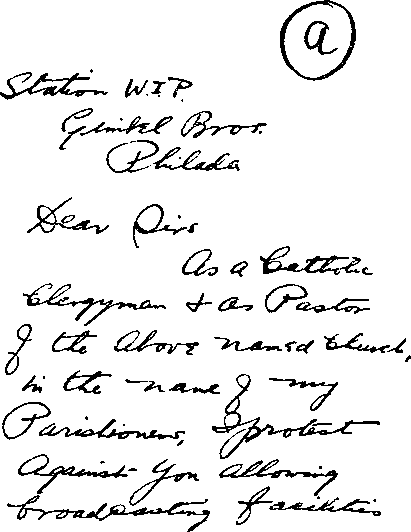 a
Station W.I.P.
Gimbel Bros.
Philada
Dear Sirs
As a Catholic
Clergyman & as Pastor
of the above named church,
in the name of my
Parishioners, I protest
against you allowing
broadcasting facilities